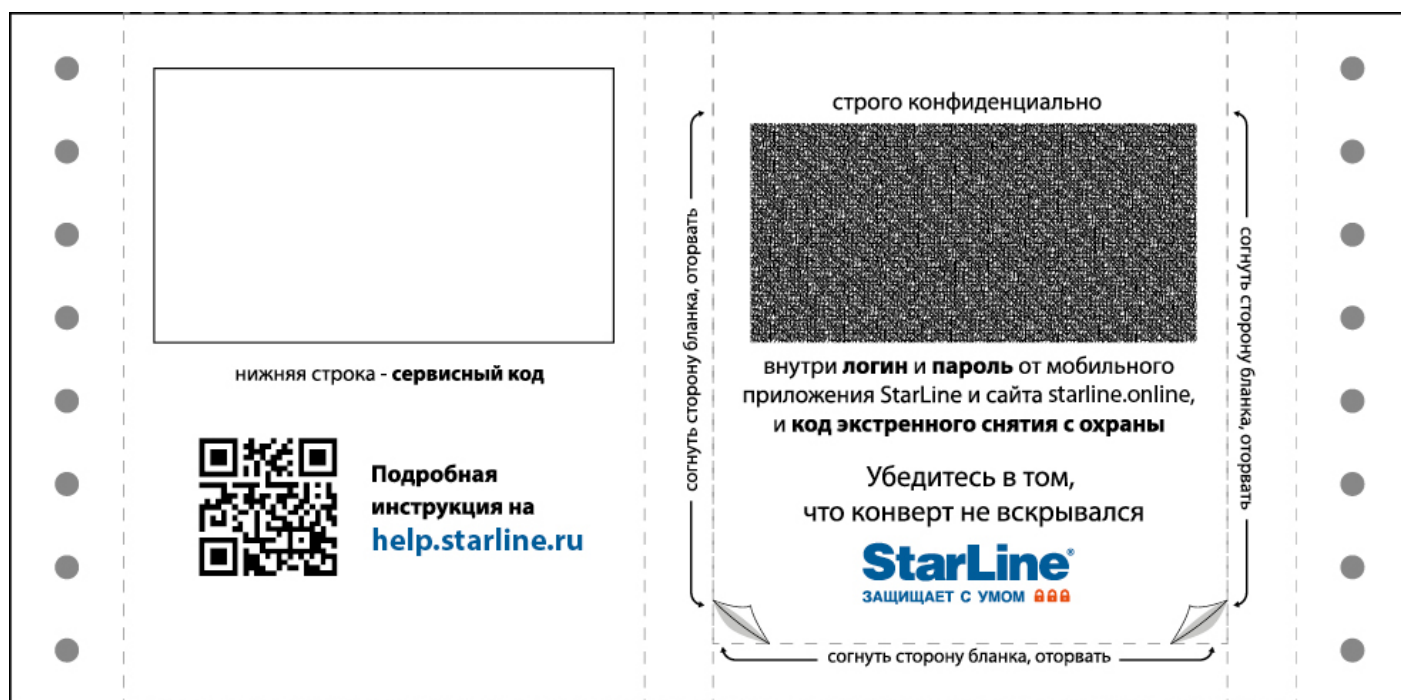 нижняя строка - сервисный код
Подробная
инструкция на
help.starline.ru
согнуть сторону бланка, оторвать
строго конфиденциально
внутри логин и пароль от мобильного
приложения StarLine и сайта starline.online,
и код экстренного снятия с охраны
Убедитесь в том,
что конверт не вскрывался
StarLine®
ЗАЩИЩАЕТ С УМОМ
согнуть сторону бланка, оторвать
согнуть сторону бланка, оторвать